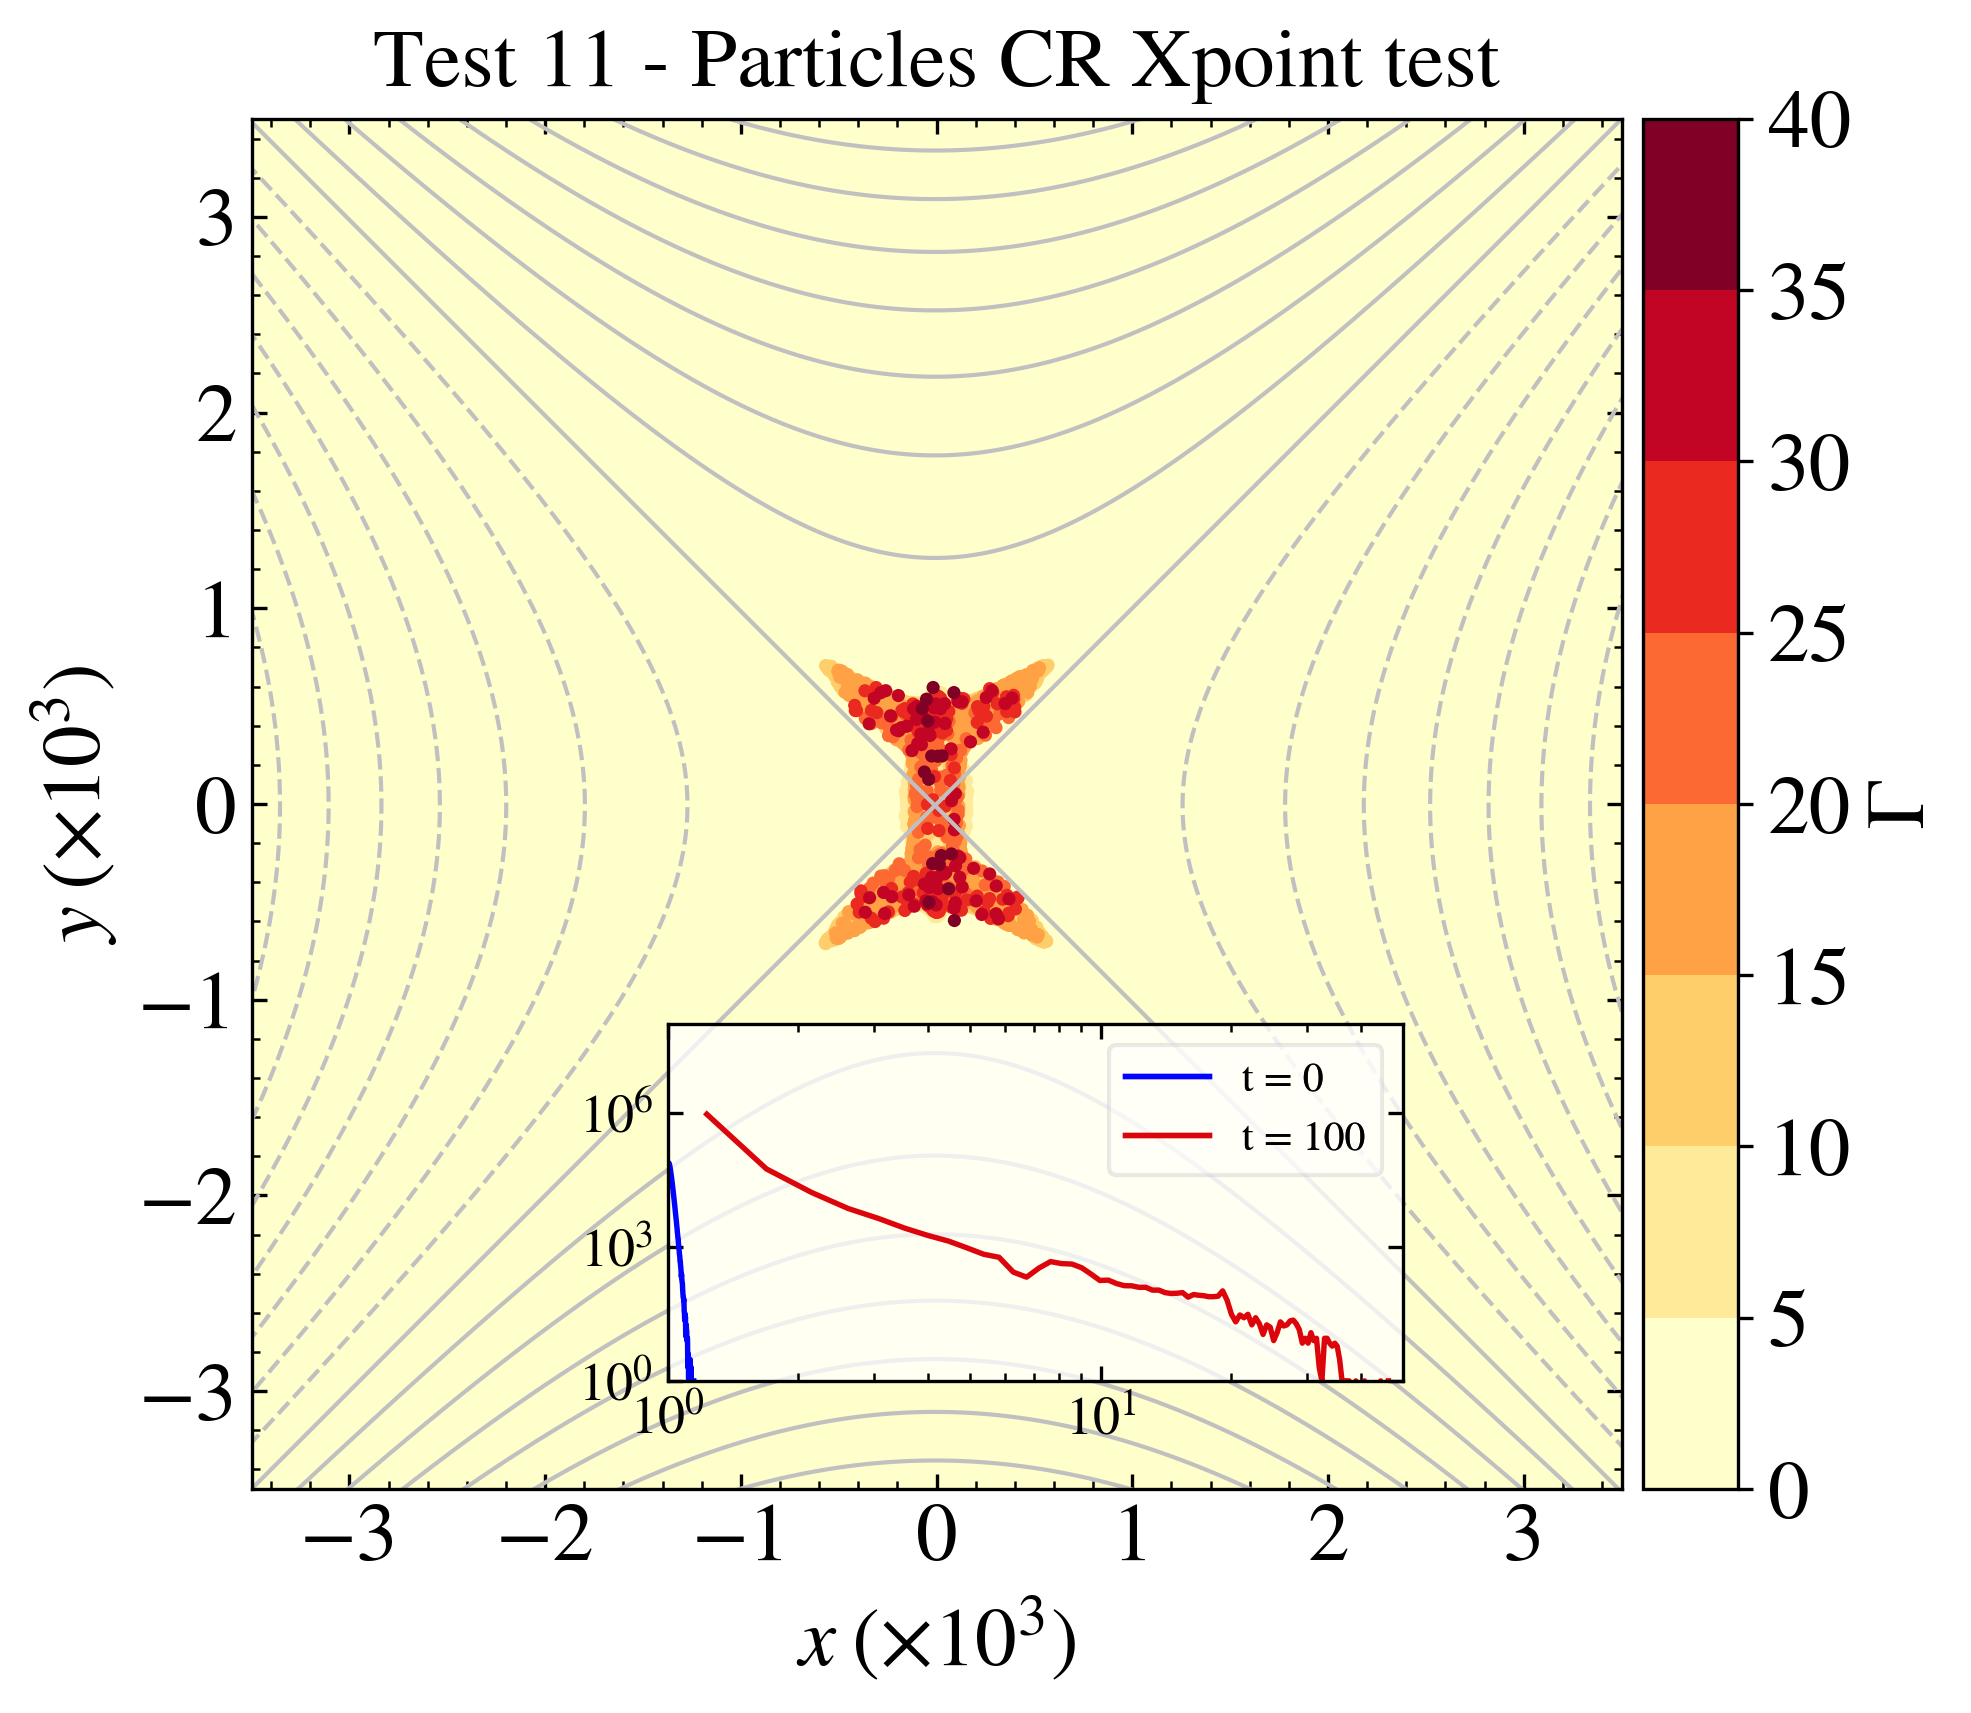 Test 11 - Particles CR Xpoint test
40
35
30
25
20
15
10
5
0
Γ
3
2
1
0
−1
−2
−3
y (×10³)
10⁶
10³
10⁰
10⁰ 10¹
t = 0
t = 100
−3 −2 −1 0 1 2 3
x (×10³)